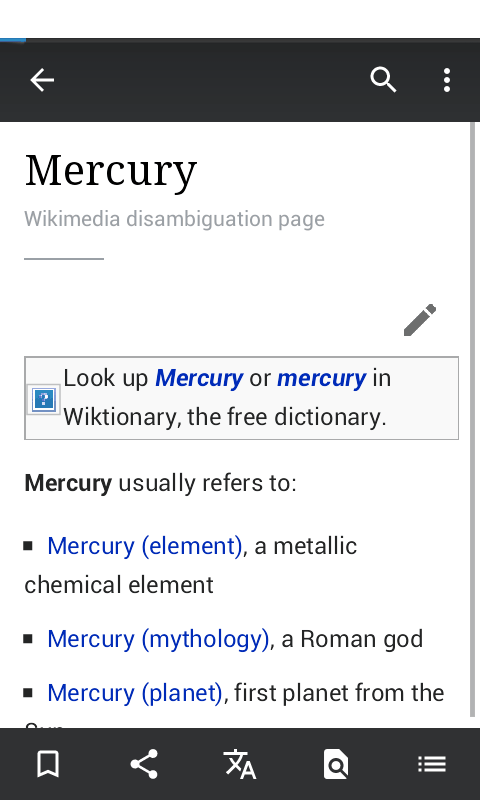 Mercury
Wikimedia disambiguation page
Look up Mercury or mercury in
Wiktionary, the free dictionary.
Mercury usually refers to:
▪ Mercury (element), a metallic
chemical element
▪ Mercury (mythology), a Roman god
▪ Mercury (planet), first planet from the